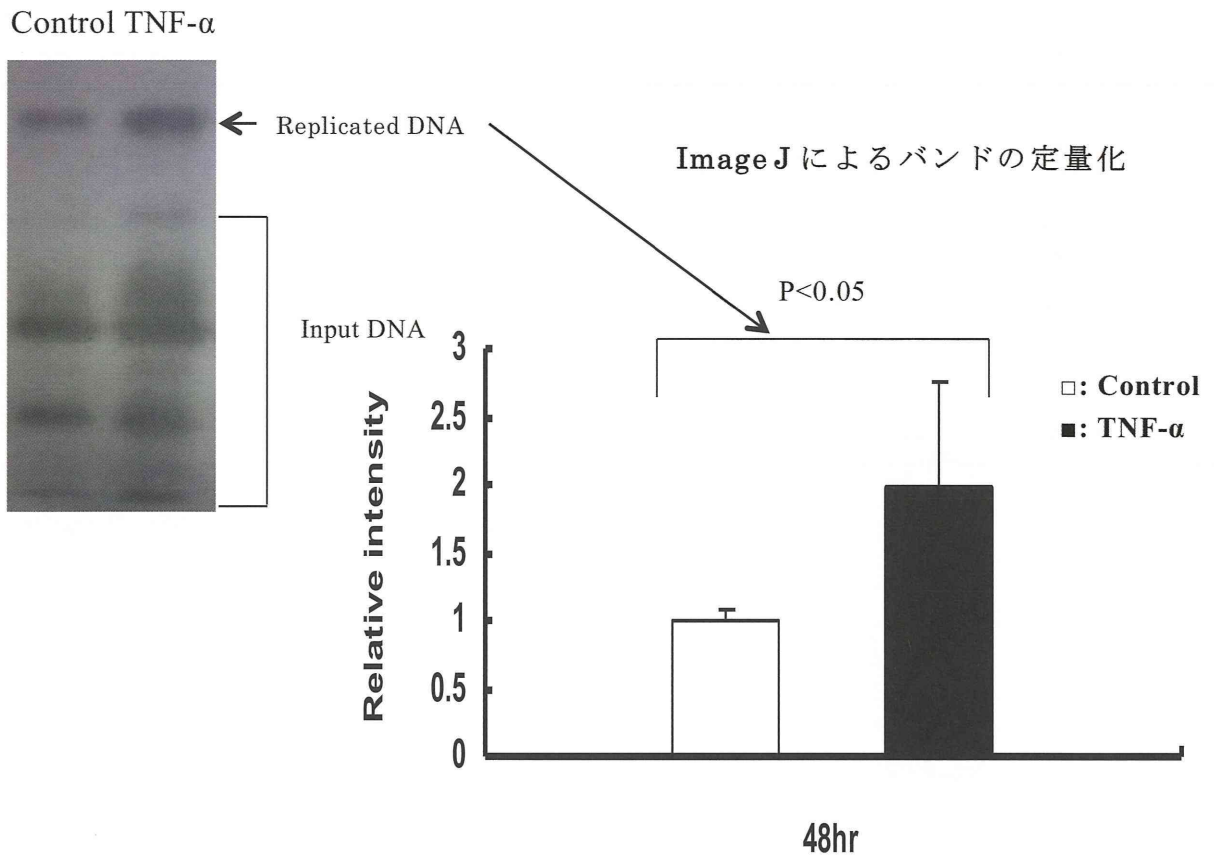 Control TNF-α
Replicated DNA
Image J によるバンドの定量化
P<0.05
Input DNA
3
2.5
2
1.5
1
0.5
0
Relative intensity
□: Control
■: TNF-α
48hr